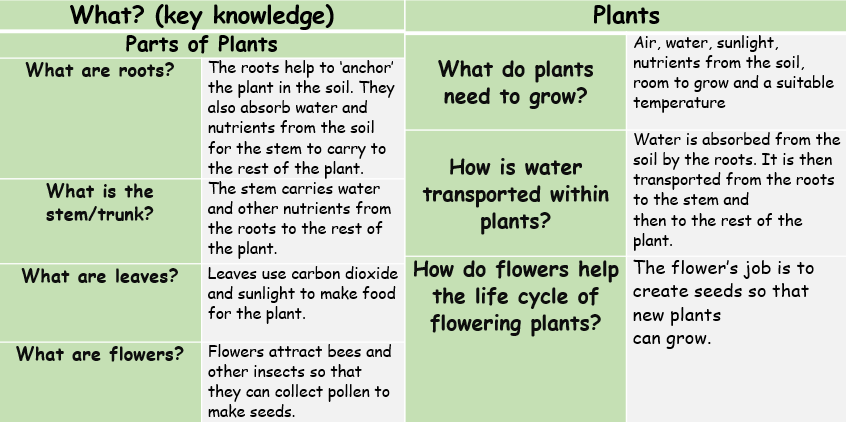 What? (key knowledge)
Parts of Plants
What are roots?
The roots help to ‘anchor’
the plant in the soil. They
also absorb water and
nutrients from the soil
for the stem to carry to
the rest of the plant.
What is the
stem/trunk?
The stem carries water
and other nutrients from
the roots to the rest of
the plant.
What are leaves?
Leaves use carbon dioxide
and sunlight to make food
for the plant.
What are flowers?
Flowers attract bees and
other insects so that
they can collect pollen to
make seeds.
Plants
What do plants
need to grow?
Air, water, sunlight,
nutrients from the soil,
room to grow and a suitable
temperature
How is water
transported within
plants?
Water is absorbed from the
soil by the roots. It is then
transported from the roots
to the stem and
then to the rest of the
plant.
How do flowers help
the life cycle of
flowering plants?
The flower’s job is to
create seeds so that
new plants
can grow.